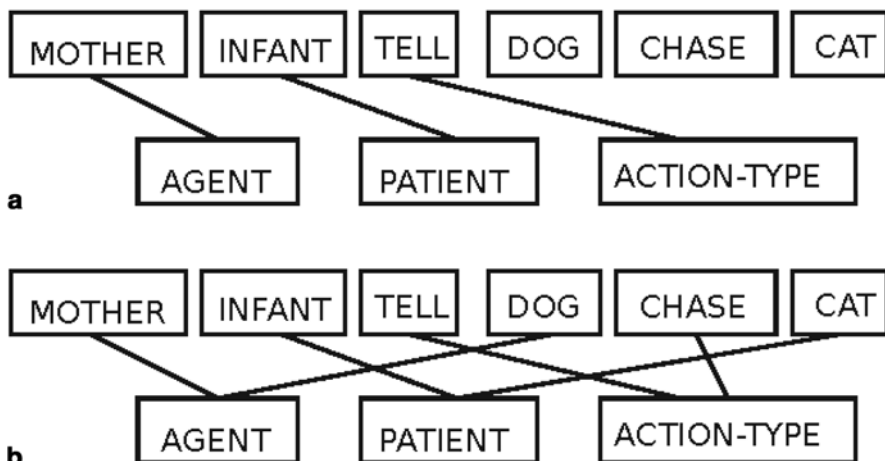 MOTHER INFANT TELL DOG CHASE CAT
AGENT PATIENT ACTION-TYPE
a
MOTHER INFANT TELL DOG CHASE CAT
AGENT PATIENT ACTION-TYPE
b